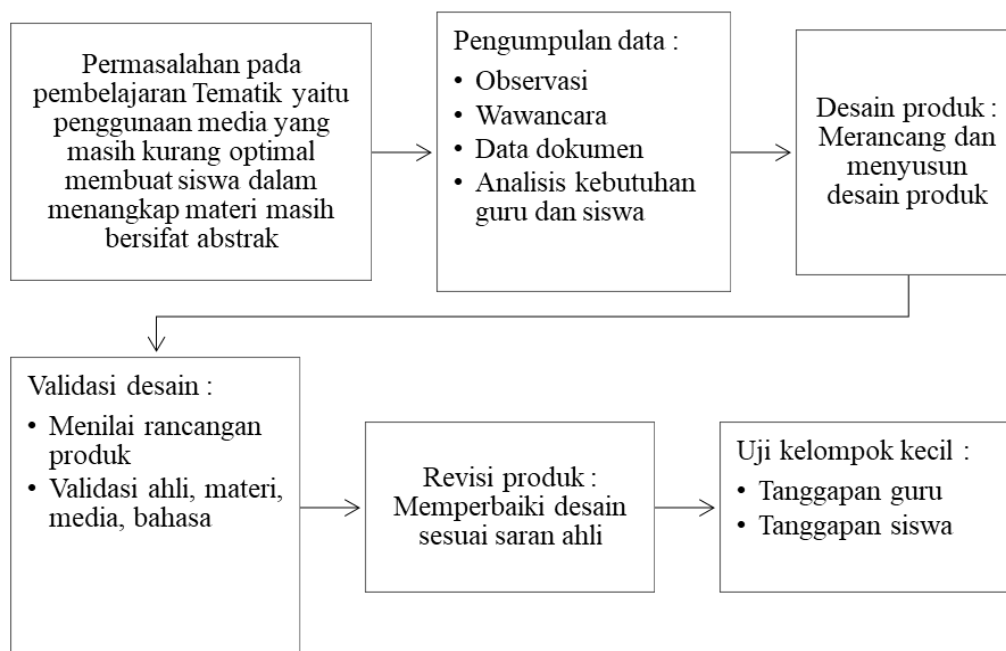 Permasalahan pada
pembelajaran Tematik yaitu
penggunaan media yang
masih kurang optimal
membuat siswa dalam
menangkap materi masih
bersifat abstrak
Pengumpulan data :
• Observasi
• Wawancara
• Data dokumen
• Analisis kebutuhan
guru dan siswa
Desain produk :
Merancang dan
menyusun
desain produk
Validasi desain :
• Menilai rancangan
produk
• Validasi ahli, materi,
media, bahasa
Revisi produk :
Memperbaiki desain
sesuai saran ahli
Uji kelompok kecil :
• Tanggapan guru
• Tanggapan siswa